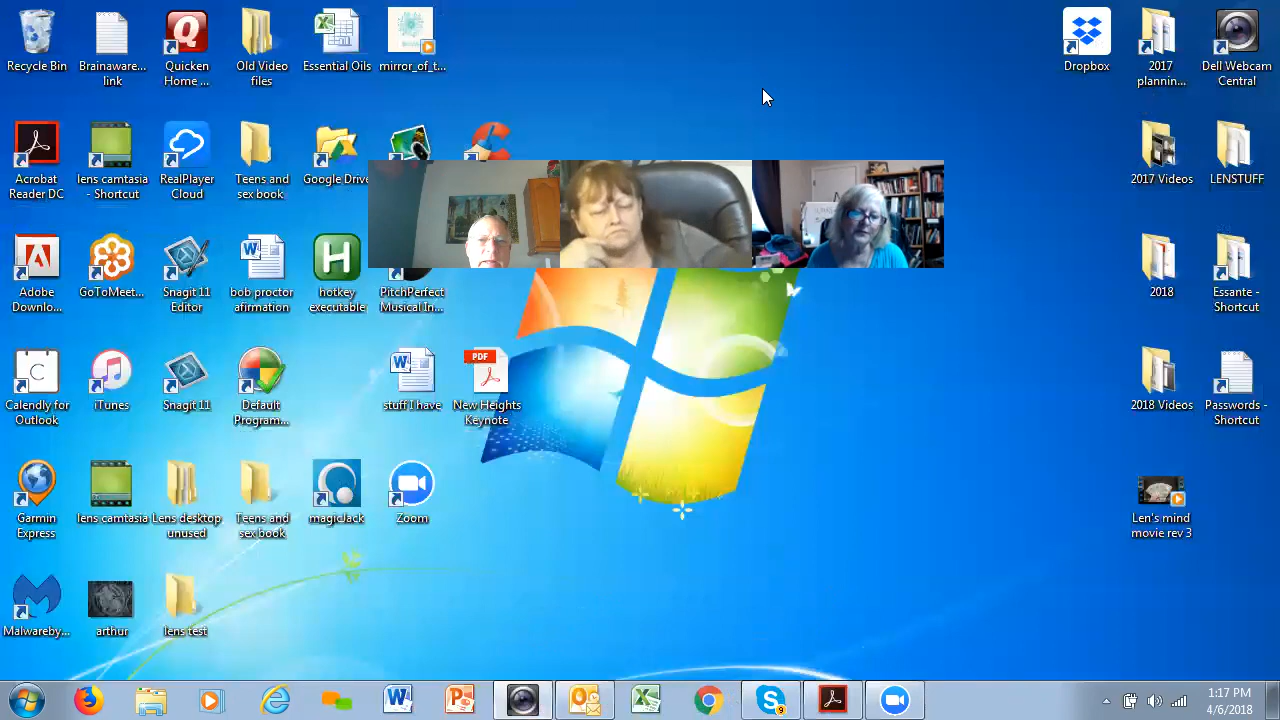 Recycle Bin
Brainaware...
link
Quicken
Home ...
Old Video
files
Essential Oils
mirror_of_t...
Dropbox
2017
plannin...
Dell Webcam
Central
Acrobat
Reader DC
lens camtasia
- Shortcut
RealPlayer
Cloud
Teens and
sex book
Google Drive
2017 Videos
LENSTUFF
Adobe
Downlo...
GoToMeet...
Snagit 11
Editor
bob proctor
afirmation
hotkey
executable
PitchPerfect
Musical In...
2018
Essante -
Shortcut
Calendly for
Outlook
iTunes
Snagit 11
Default
Program...
stuff I have
PDF
New Heights
Keynote
2018 Videos
Passwords -
Shortcut
Garmin
Express
lens camtasia
Lens desktop
unused
Teens and
sex book
magicJack
Zoom
Len's mind
movie rev 3
Malwareby...
arthur
lens test
9
1:17 PM
4/6/2018